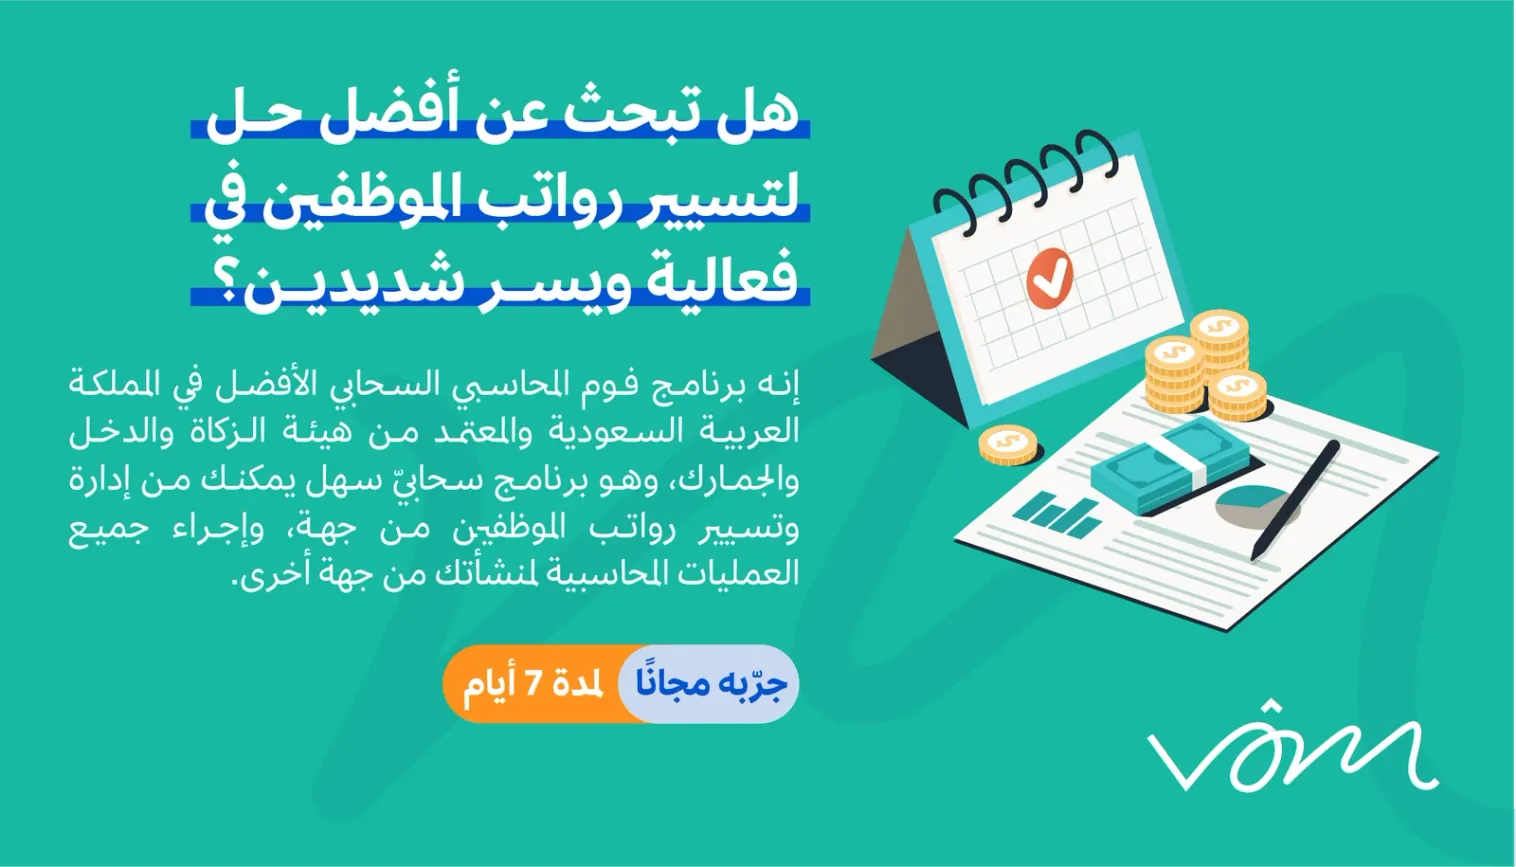 هل تبحث عن أفضل حل
لتسيير رواتب الموظفين في
فعالية ويسر شديدين؟
إنه برنامج فوم المحاسبي السحابي الأفضل في المملكة
العربية السعودية والمعتمد من هيئة الزكاة والدخل
والجمارك، وهو برنامج سحابيّ سهل يمكنك من إدارة
وتسيير رواتب الموظفين من جهة، وإجراء جميع
العمليات المحاسبية لمنشأتك من جهة أخرى.
جرّبه مجانًا لمدة 7 أيام
vôm